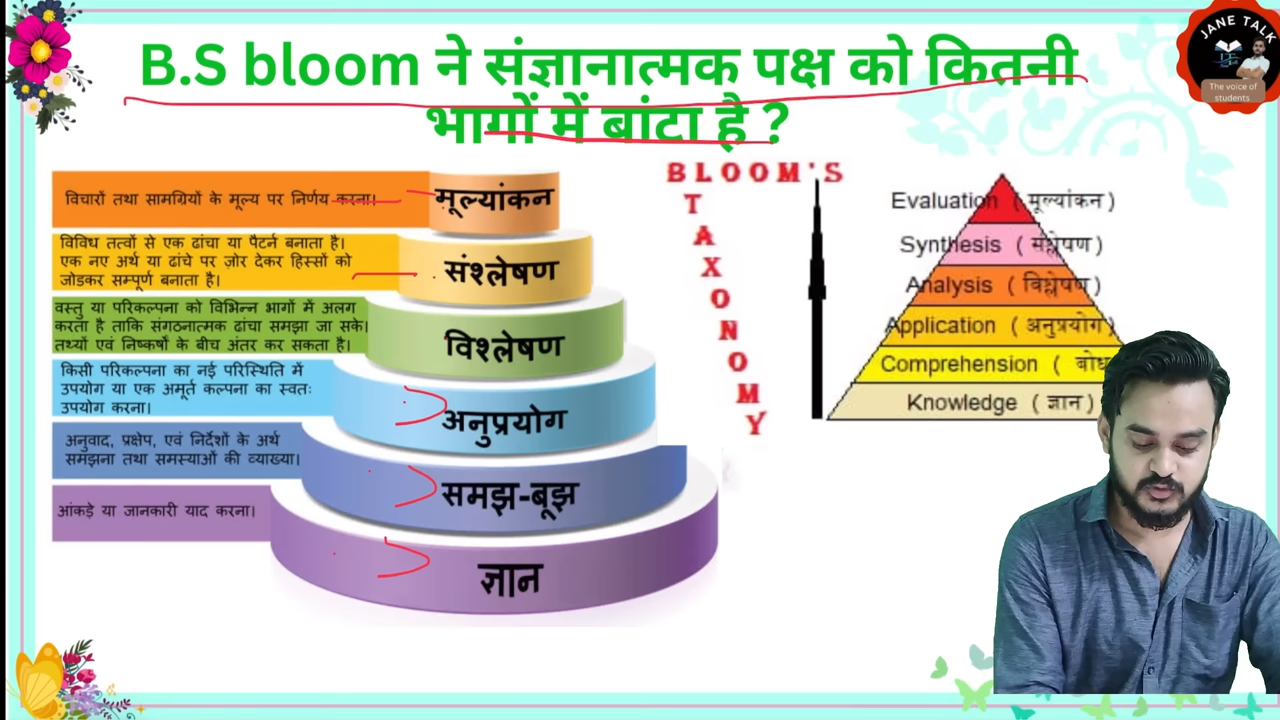 B.S bloom ने संज्ञानात्मक पक्ष को कितनी
भागों में बांटा है ?
JANE TALK
The voice of
students
विचारों तथा सामग्रियों के मूल्य पर निर्णय करना।
मूल्यांकन
विविध तत्वों से एक ढांचा या पैटर्न बनाता है।
एक नए अर्थ या ढांचे पर ज़ोर देकर हिस्सों को
जोडकर सम्पूर्ण बनाता है।
संश्लेषण
वस्तु या परिकल्पना को विभिन्न भागों में अलग
करता है ताकि संगठनात्मक ढांचा समझा जा सके।
तथ्यों एवं निष्कर्षों के बीच अंतर कर सकता है।
विश्लेषण
किसी परिकल्पना का नई परिस्थिति में
उपयोग या एक अमूर्त कल्पना का स्वतः
उपयोग करना।
अनुप्रयोग
अनुवाद, प्रक्षेप, एवं निर्देशों के अर्थ
समझना तथा समस्याओं की व्याख्या।
समझ-बूझ
आंकड़े या जानकारी याद करना।
ज्ञान
BLOOM'S
TAXONOMY
Evaluation ( मूल्यांकन )
Synthesis ( संश्लेषण )
Analysis ( विश्लेषण )
Application ( अनुप्रयोग )
Comprehension ( बोध
Knowledge ( ज्ञान )